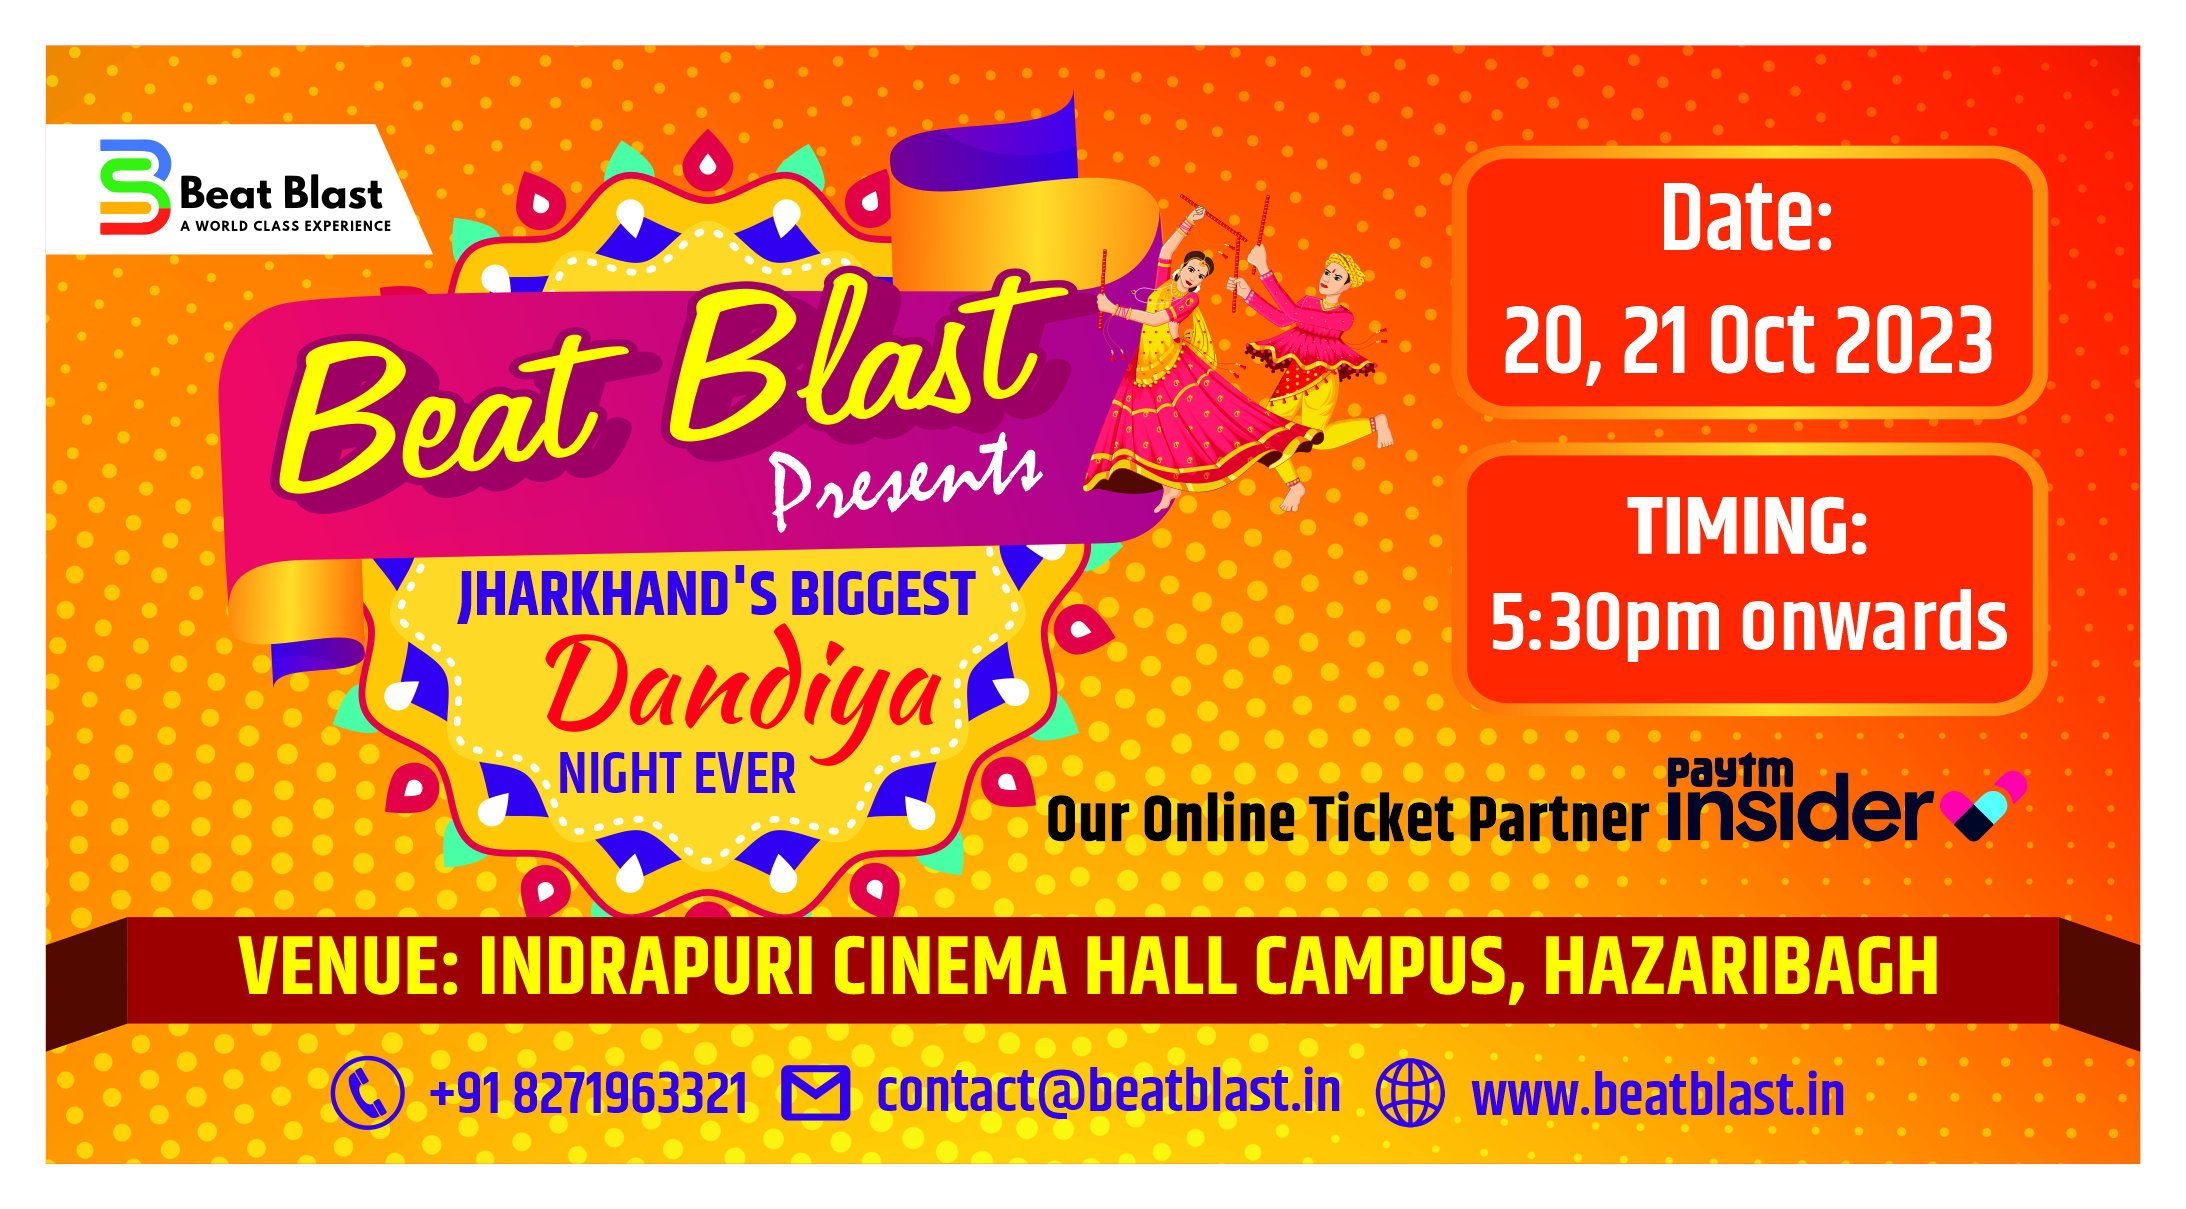 Beat Blast
A WORLD CLASS EXPERIENCE
Beat Blast
Presents
JHARKHAND'S BIGGEST
Dandiya
NIGHT EVER
Date:
20, 21 Oct 2023
TIMING:
5:30pm onwards
Our Online Ticket Partner paytm insider
VENUE: INDRAPURI CINEMA HALL CAMPUS, HAZARIBAGH
+91 8271963321 contact@beatblast.in www.beatblast.in